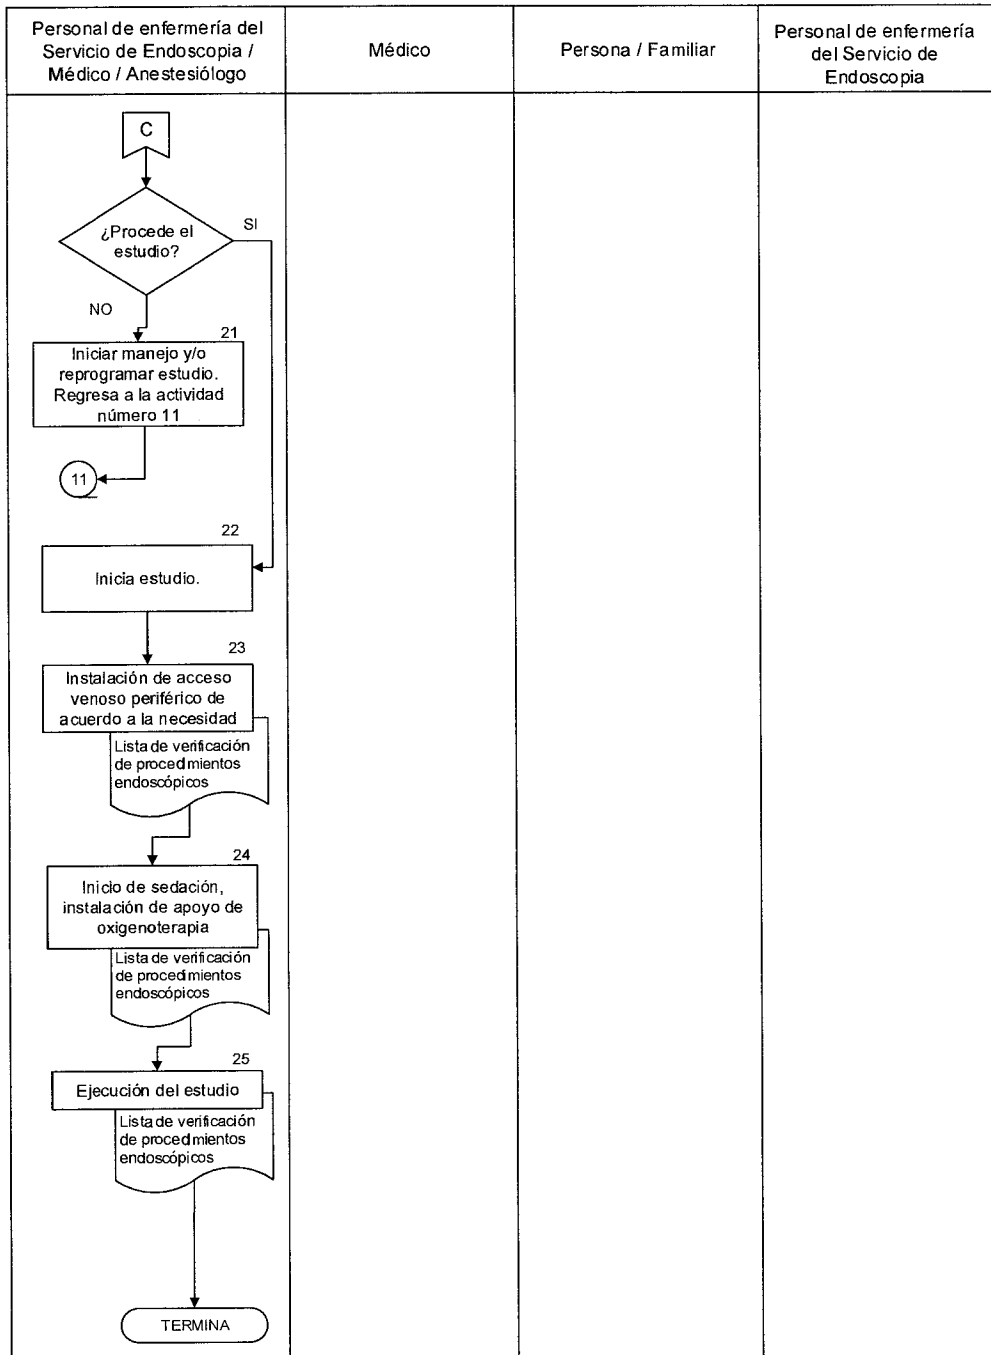 Personal de enfermería del
Servicio de Endoscopia /
Médico / Anestesiólogo
Médico
Persona / Familiar
Personal de enfermería
del Servicio de
Endoscopia
C
¿Procede el
estudio?
SI
NO
21
Iniciar manejo y/o
reprogramar estudio.
Regresa a la actividad
número 11
11
22
Inicia estudio.
23
Instalación de acceso
venoso periférico de
acuerdo a la necesidad
Lista de verificación
de procedimientos
endoscópicos
24
Inicio de sedación,
instalación de apoyo de
oxigenoterapia
Lista de verificación
de procedimientos
endoscópicos
25
Ejecución del estudio
Lista de verificación
de procedimientos
endoscópicos
TERMINA